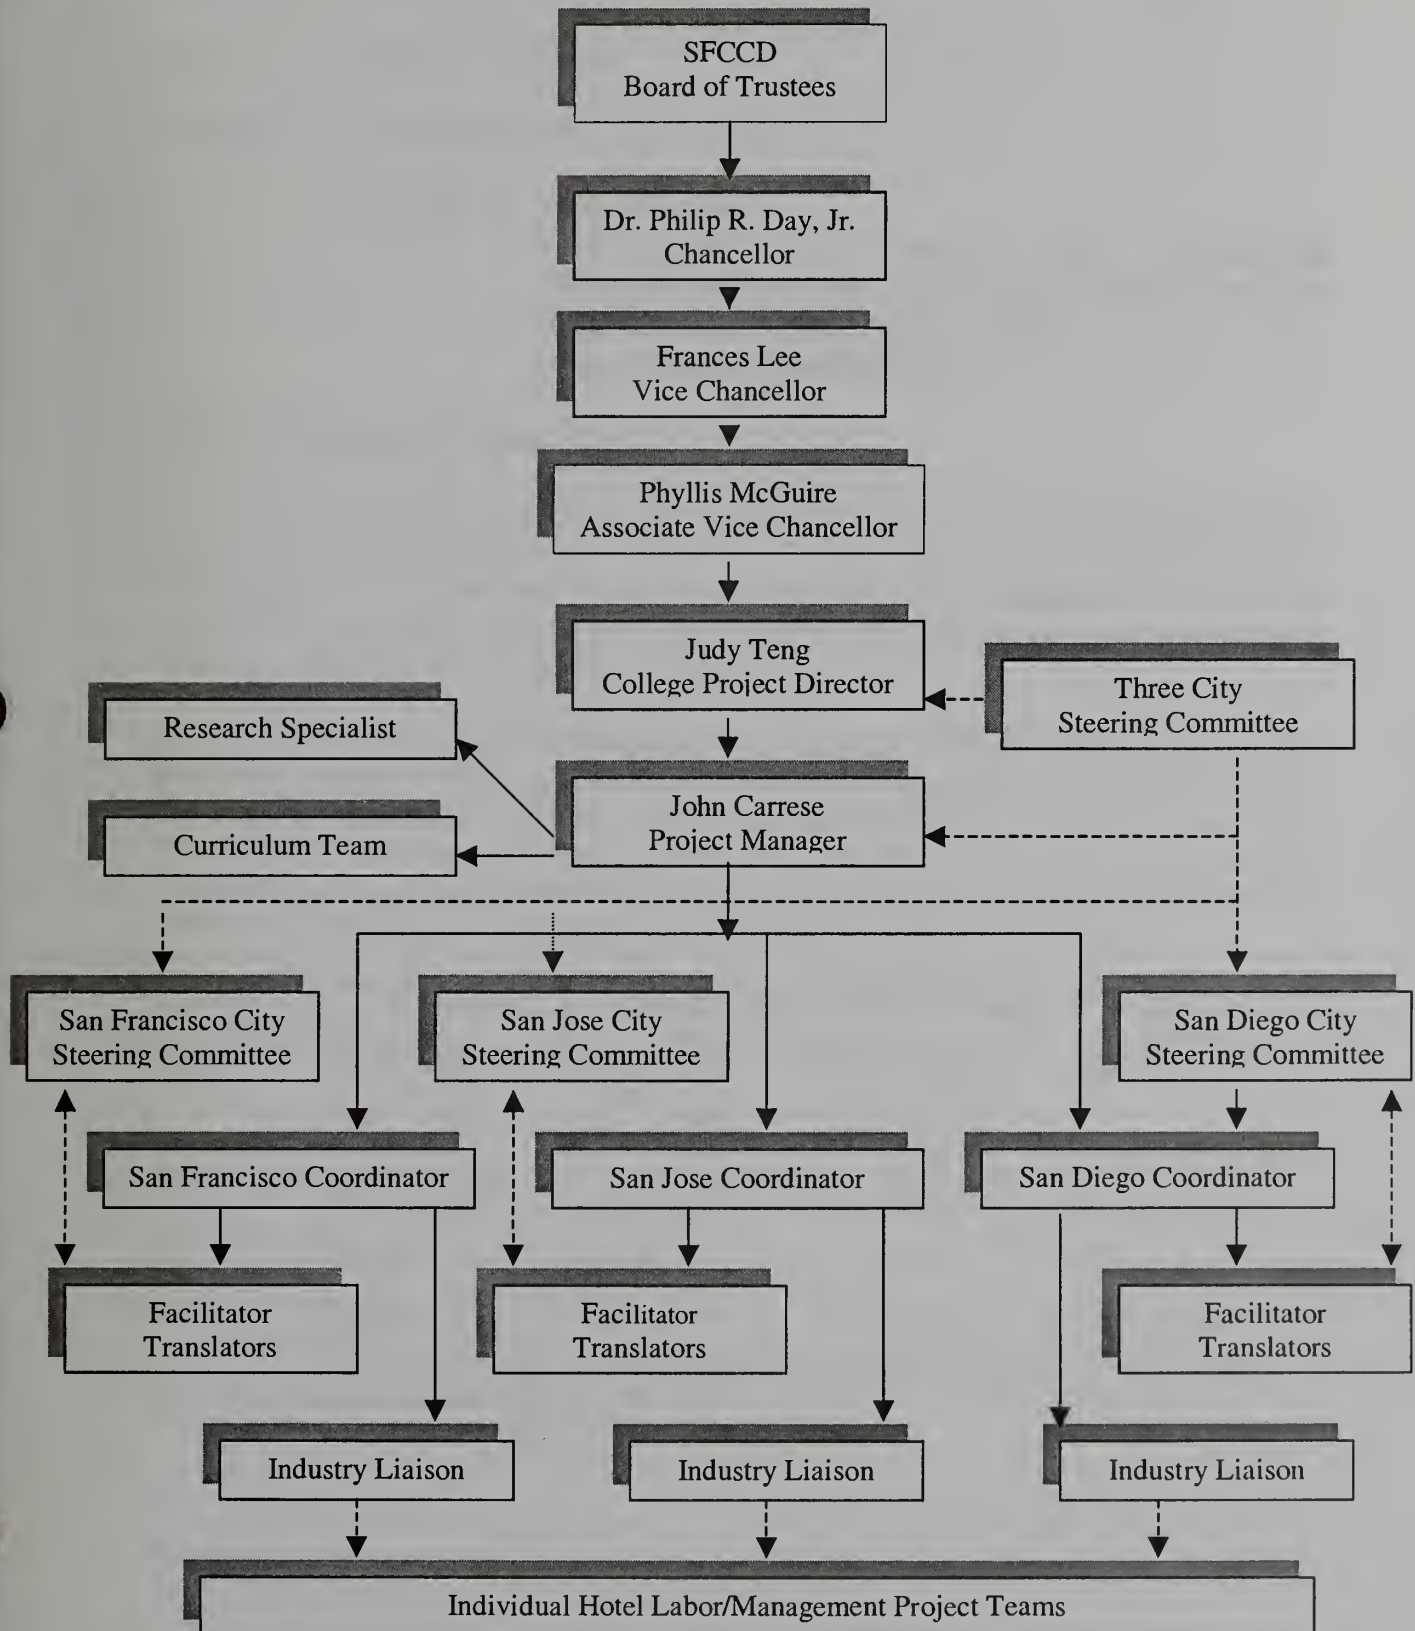 SFCCD
Board of Trustees
Dr. Philip R. Day, Jr.
Chancellor
Frances Lee
Vice Chancellor
Phyllis McGuire
Associate Vice Chancellor
Judy Teng
College Project Director
Three City
Steering Committee
Research Specialist
John Carrese
Project Manager
Curriculum Team
San Francisco City
Steering Committee
San Jose City
Steering Committee
San Diego City
Steering Committee
San Francisco Coordinator
San Jose Coordinator
San Diego Coordinator
Facilitator
Translators
Facilitator
Translators
Facilitator
Translators
Industry Liaison
Industry Liaison
Industry Liaison
Individual Hotel Labor/Management Project Teams